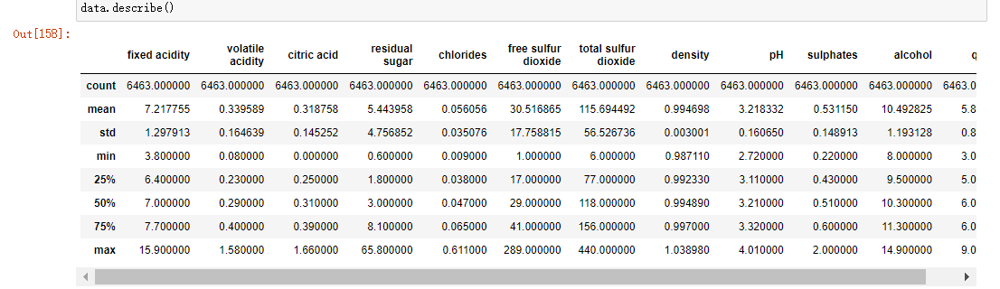 data.describe()
Out[158]:
fixed acidity volatile acidity citric acid residual sugar chlorides free sulfur dioxide total sulfur dioxide density pH sulphates alcohol q
count 6463.000000 6463.000000 6463.000000 6463.000000 6463.000000 6463.000000 6463.000000 6463.000000 6463.000000 6463.000000 6463.000000 6463.0
mean 7.217755 0.339589 0.318758 5.443958 0.056056 30.516865 115.694492 0.994698 3.218332 0.531150 10.492825 5.8
std 1.297913 0.164639 0.145252 4.756852 0.035076 17.758815 56.526736 0.003001 0.160650 0.148913 1.193128 0.8
min 3.800000 0.080000 0.000000 0.600000 0.009000 1.000000 6.000000 0.987110 2.720000 0.220000 8.000000 3.0
25% 6.400000 0.230000 0.250000 1.800000 0.038000 17.000000 77.000000 0.992330 3.110000 0.430000 9.500000 5.0
50% 7.000000 0.290000 0.310000 3.000000 0.047000 29.000000 118.000000 0.994890 3.210000 0.510000 10.300000 6.0
75% 7.700000 0.400000 0.390000 8.100000 0.065000 41.000000 156.000000 0.997000 3.320000 0.600000 11.300000 6.0
max 15.900000 1.580000 1.660000 65.800000 0.611000 289.000000 440.000000 1.038980 4.010000 2.000000 14.900000 9.0